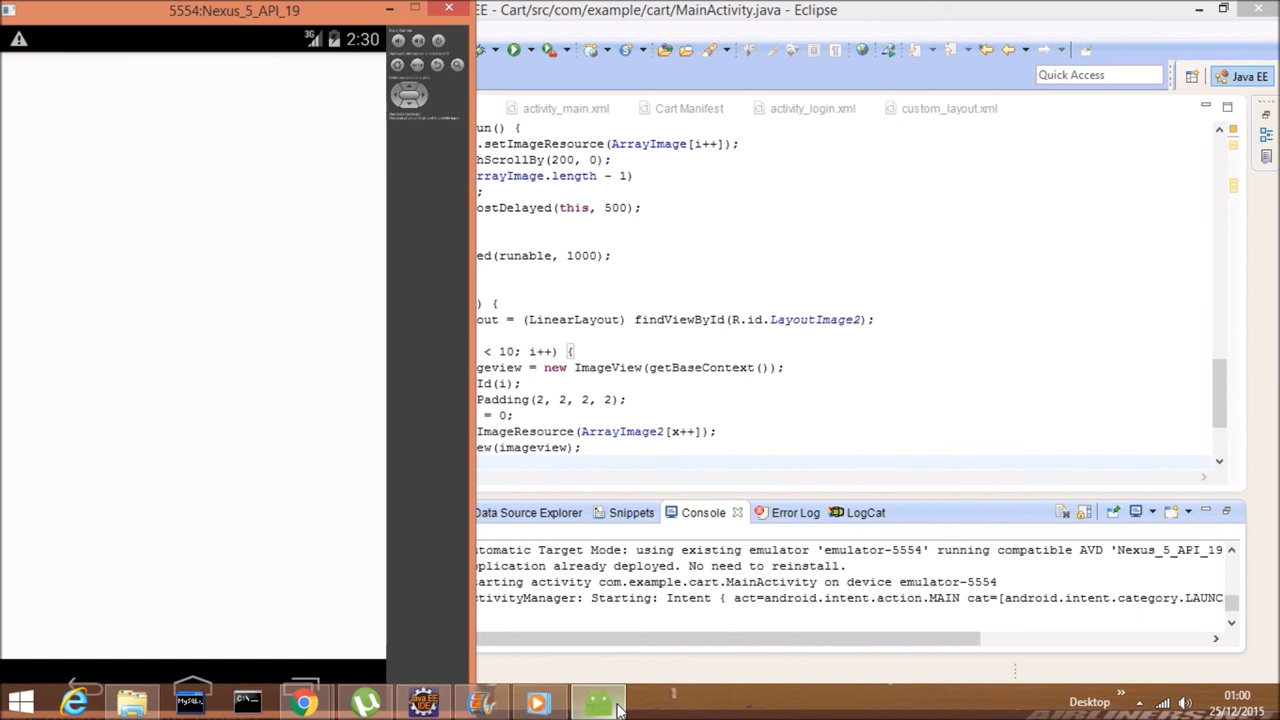 5554:Nexus_5_API_19
EE - Cart/src/com/example/cart/MainActivity.java - Eclipse
3G 2:30
Quick Access
Java EE
activity_main.xml
Cart Manifest
activity_login.xml
custom_layout.xml
un() {
.setImageResource(ArrayImage[i++]);
hScrollBy(200, 0);
rrayImage.length - 1)
;
ostDelayed(this, 500);
ed(runable, 1000);
) {
out = (LinearLayout) findViewById(R.id.LayoutImage2);
< 10; i++) {
geview = new ImageView(getBaseContext());
Id(i);
Padding(2, 2, 2, 2);
= 0;
ImageResource(ArrayImage2[x++]);
ew(imageview);
Data Source Explorer
Snippets
Console
Error Log
LogCat
utomatic Target Mode: using existing emulator 'emulator-5554' running compatible AVD 'Nexus_5_API_19
pplication already deployed. No need to reinstall.
tarting activity com.example.cart.MainActivity on device emulator-5554
ctivityManager: Starting: Intent { act=android.intent.action.MAIN cat=[android.intent.category.LAUNC
MySQL
C:\
Java EE
IDE
Desktop
01:00
25/12/2015